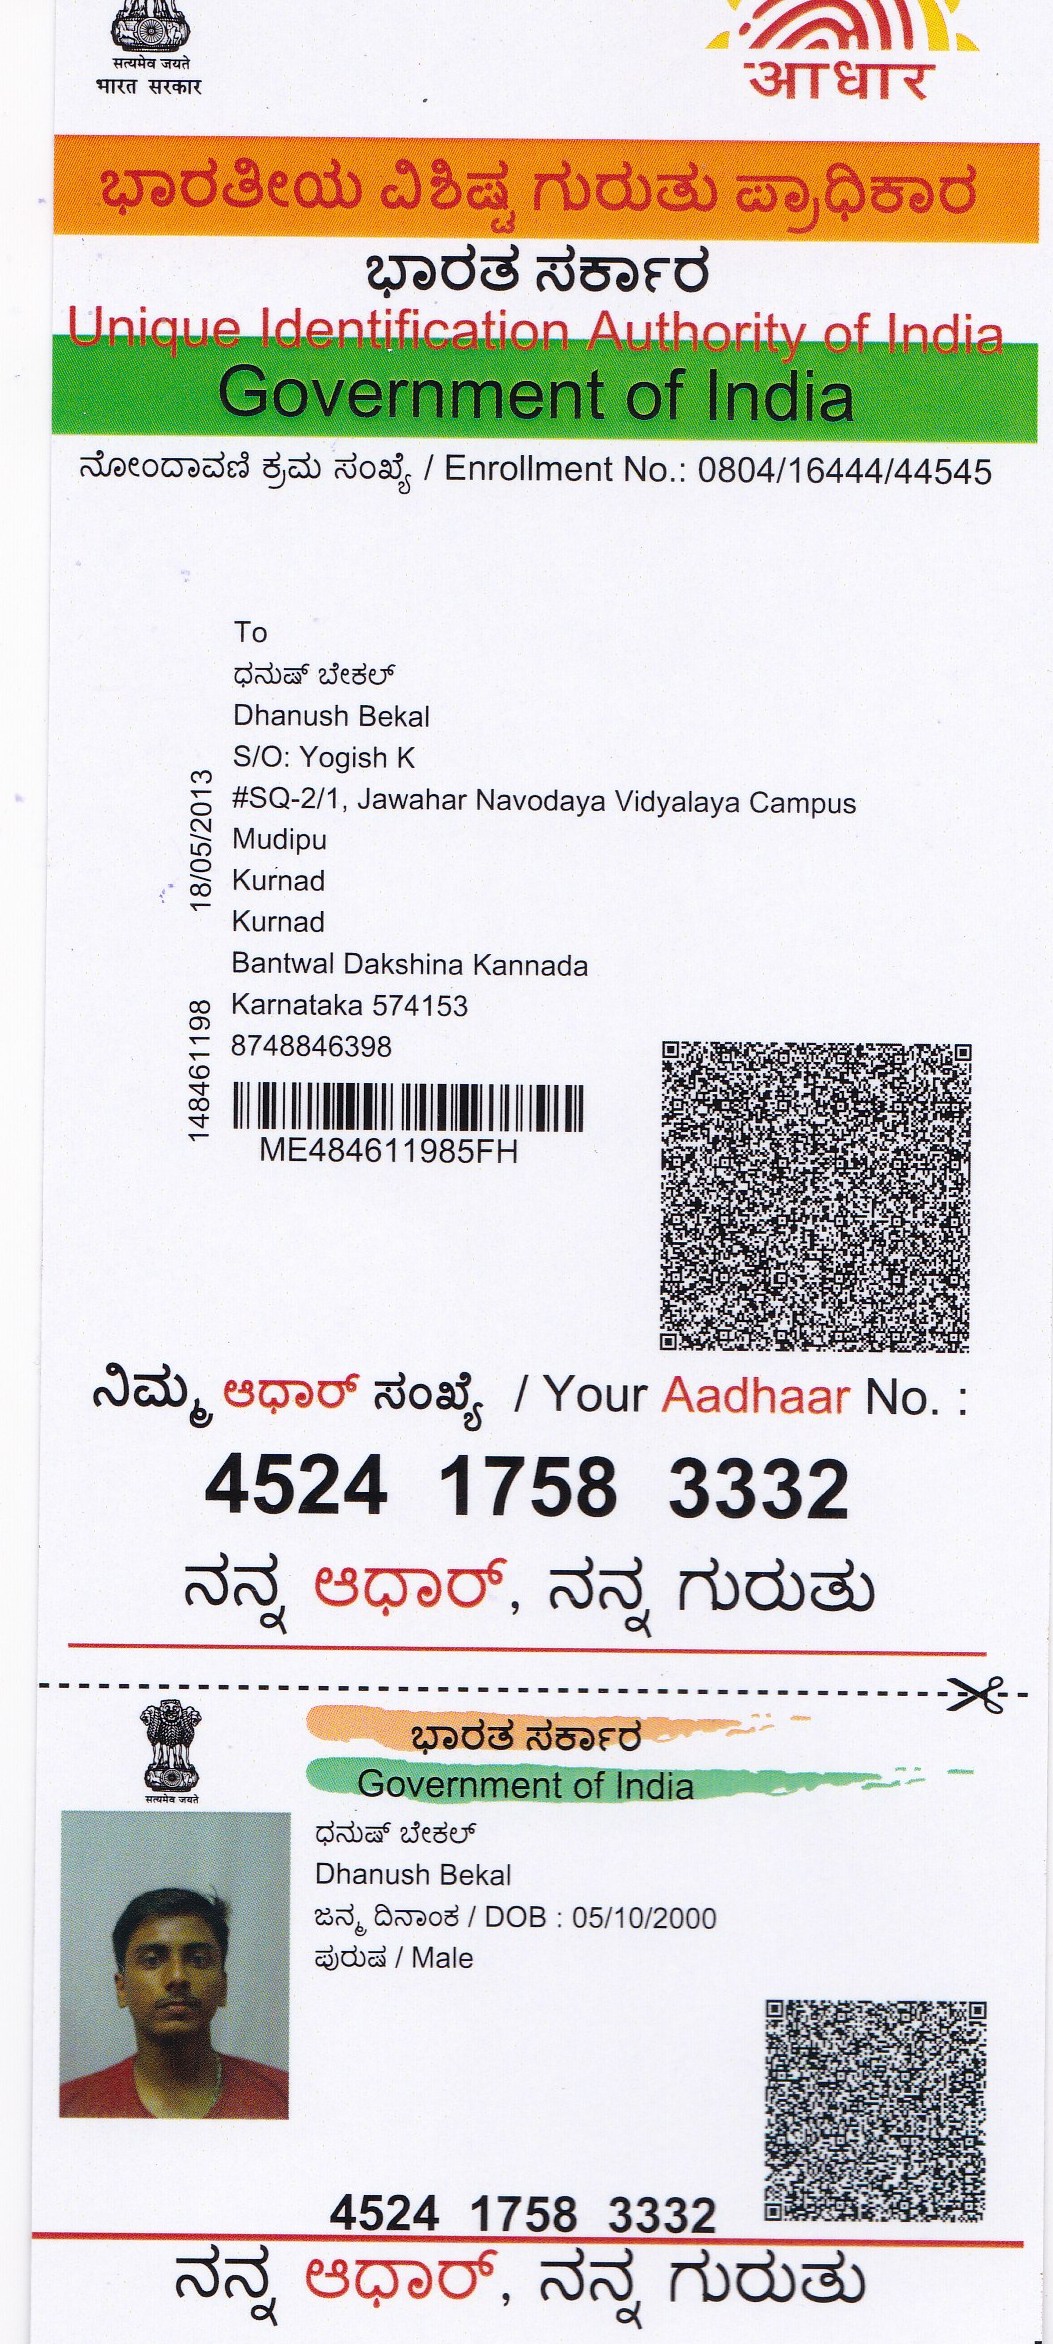 सत्यमेव जयते
भारत सरकार
आधार
ಭಾರತೀಯ ವಿಶಿಷ್ಟ ಗುರುತು ಪ್ರಾಧಿಕಾರ
ಭಾರತ ಸರ್ಕಾರ
Unique Identification Authority of India
Government of India
ನೋಂದಾವಣಿ ಕ್ರಮ ಸಂಖ್ಯೆ / Enrollment No.: 0804/16444/44545
To
ಧನುಷ್ ಬೇಕಲ್
Dhanush Bekal
S/O: Yogish K
#SQ-2/1, Jawahar Navodaya Vidyalaya Campus
Mudipu
Kurnad
Kurnad
Bantwal Dakshina Kannada
Karnataka 574153
8748846398
18/05/2013
148461198
ME484611985FH
ನಿಮ್ಮ ಆಧಾರ್ ಸಂಖ್ಯೆ / Your Aadhaar No. :
4524 1758 3332
ನನ್ನ ಆಧಾರ್, ನನ್ನ ಗುರುತು
ಭಾರತ ಸರ್ಕಾರ
Government of India
सत्यमेव जयते
ಧನುಷ್ ಬೇಕಲ್
Dhanush Bekal
ಜನ್ಮ ದಿನಾಂಕ / DOB : 05/10/2000
ಪುರುಷ / Male
4524 1758 3332
ನನ್ನ ಆಧಾರ್, ನನ್ನ ಗುರುತು